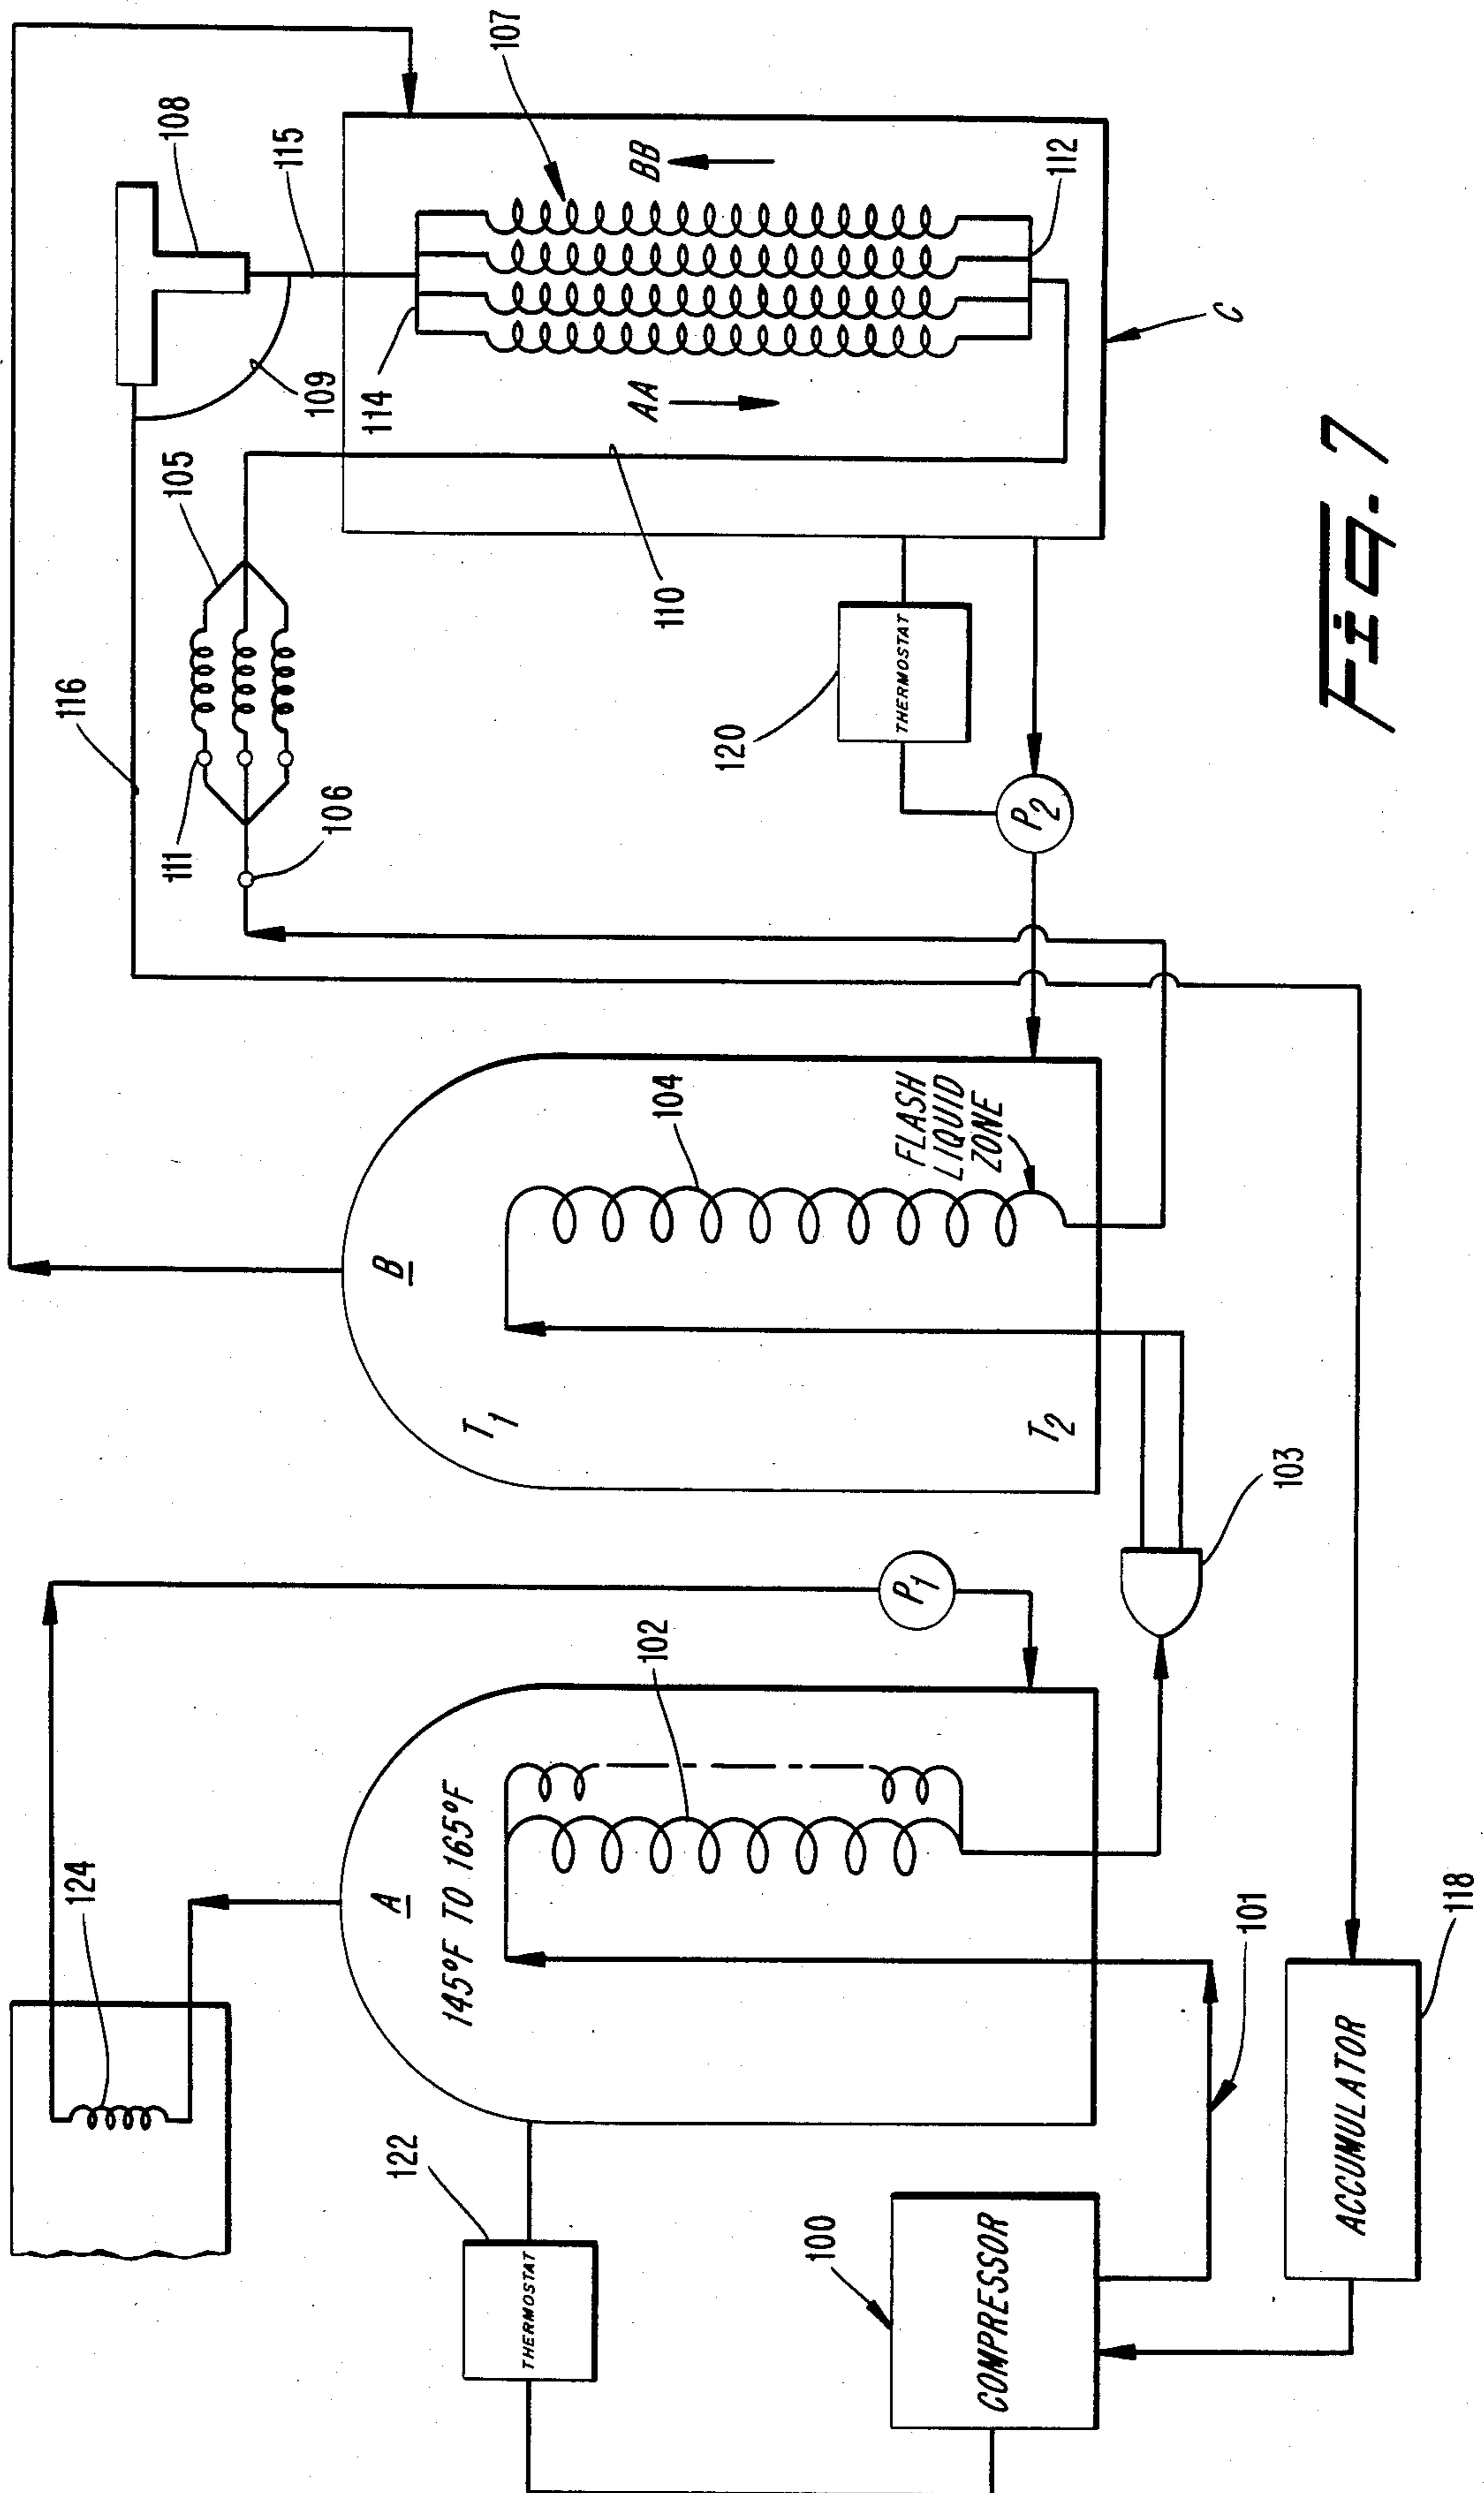 124
A
145°F TO 165°F
102
P1
122
THERMOSTAT
100
COMPRESSOR
101
ACCUMULATOR
118
103
B
T1
T2
104
FLASH
LIQUID
ZONE
116
111
106
105
109
108
115
107
114
AA
BB
112
110
120
THERMOSTAT
P2
C
FIG. 7